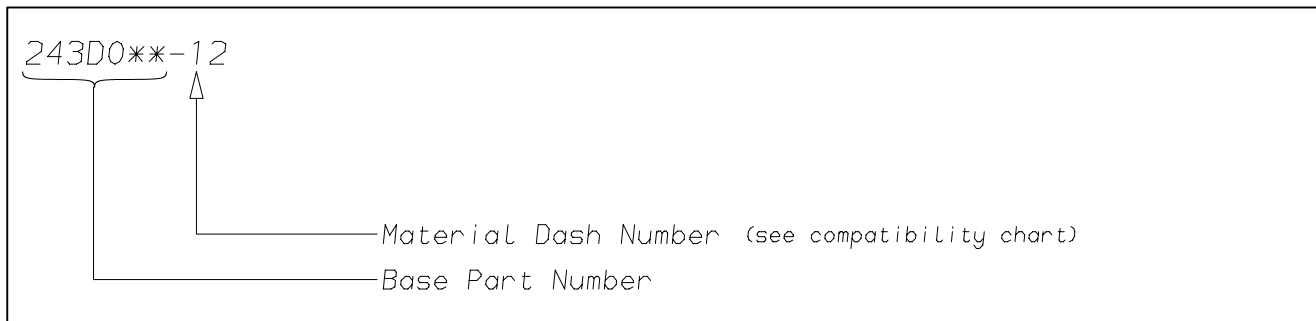 243D0**-12
Material Dash Number (see compatibility chart)
Base Part Number